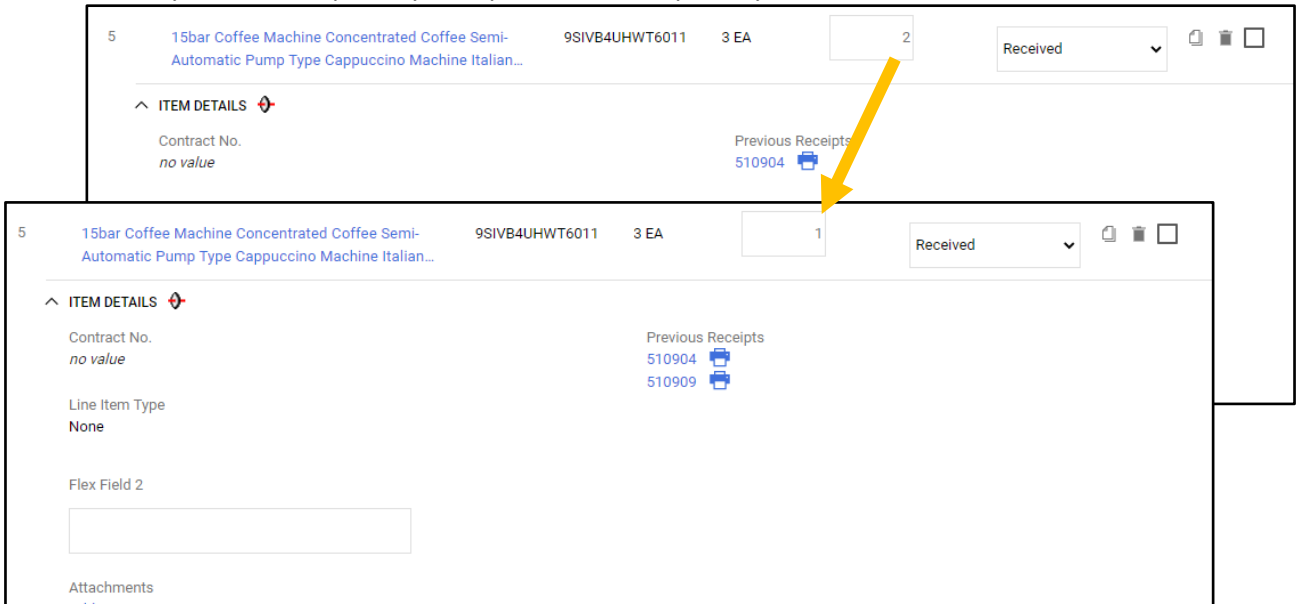 5 15bar Coffee Machine Concentrated Coffee Semi- 9SIVB4UHWT6011 3 EA 2 Received
Automatic Pump Type Cappuccino Machine Italian...
ITEM DETAILS
Contract No. Previous Receipts
no value 510904
5 15bar Coffee Machine Concentrated Coffee Semi- 9SIVB4UHWT6011 3 EA 1 Received
Automatic Pump Type Cappuccino Machine Italian...
ITEM DETAILS
Contract No. Previous Receipts
no value 510904
510909
Line Item Type
None
Flex Field 2
Attachments